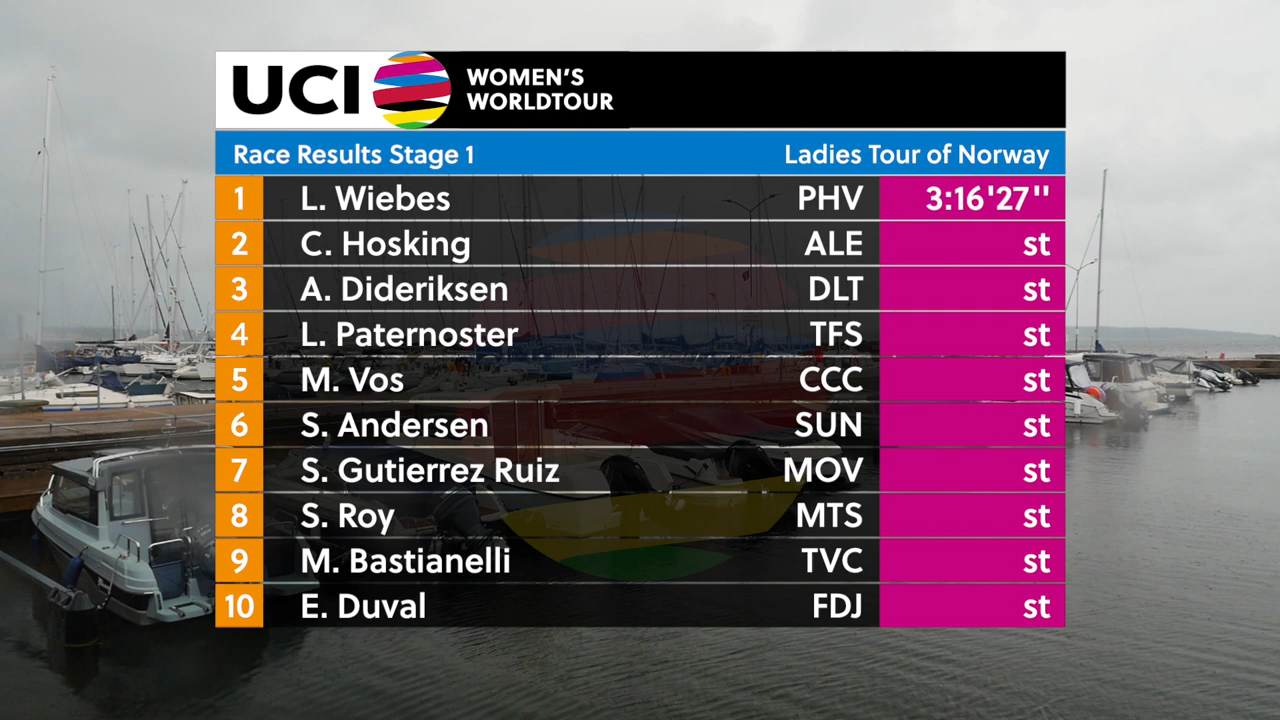 UCI WOMEN'S
WORLDTOUR
Race Results Stage 1 Ladies Tour of Norway
1 L. Wiebes PHV 3:16'27''
2 C. Hosking ALE st
3 A. Dideriksen DLT st
4 L. Paternoster TFS st
5 M. Vos CCC st
6 S. Andersen SUN st
7 S. Gutierrez Ruiz MOV st
8 S. Roy MTS st
9 M. Bastianelli TVC st
10 E. Duval FDJ st